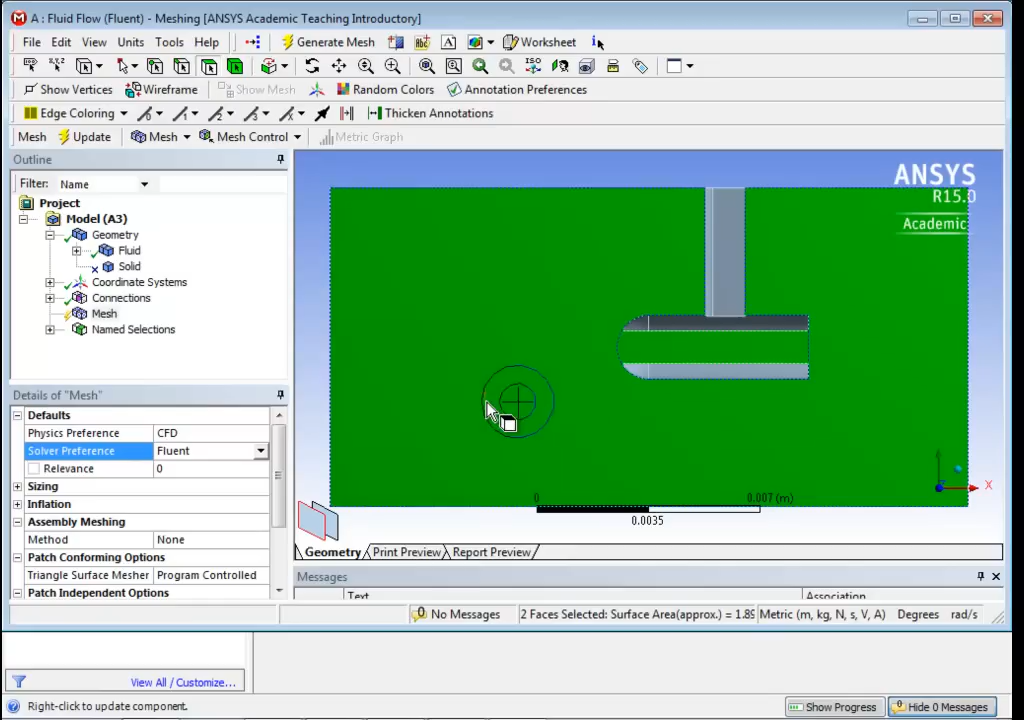 A : Fluid Flow (Fluent) - Meshing [ANSYS Academic Teaching Introductory]
File Edit View Units Tools Help Generate Mesh Worksheet
Show Vertices Wireframe Show Mesh Random Colors Annotation Preferences
Edge Coloring Thicken Annotations
Mesh Update Mesh Mesh Control Metric Graph
Outline
Filter: Name
Project
Model (A3)
Geometry
Fluid
Solid
Coordinate Systems
Connections
Mesh
Named Selections
Details of "Mesh"
Defaults
Physics Preference CFD
Solver Preference Fluent
Relevance 0
Sizing
Inflation
Assembly Meshing
Method None
Patch Conforming Options
Triangle Surface Mesher Program Controlled
Patch Independent Options
ANSYS
R15.0
Academic
X
0 0.007 (m)
0.0035
Geometry Print Preview Report Preview
Messages
Text Association
No Messages 2 Faces Selected: Surface Area(approx.) = 1.89 Metric (m, kg, N, s, V, A) Degrees rad/s
View All / Customize...
Right-click to update component. Show Progress Hide 0 Messages